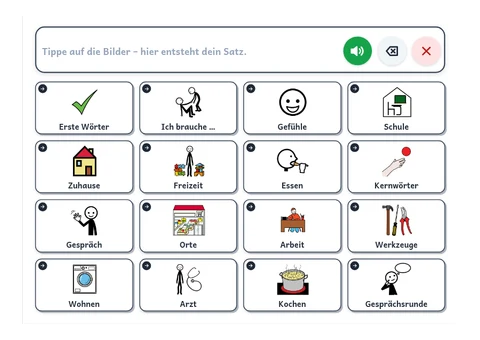 Tippe auf die Bilder – hier entsteht dein Satz.
Erste Wörter
Ich brauche ...
Gefühle
Schule
Zuhause
Freizeit
Essen
Kernwörter
Gespräch
Orte
Arbeit
Werkzeuge
Wohnen
Arzt
Kochen
Gesprächsrunde